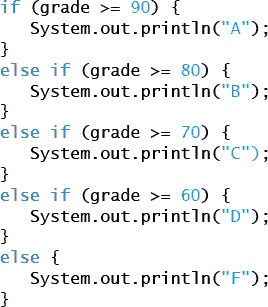 if (grade >= 90) {
   System.out.println("A");
}
else if (grade >= 80) {
   System.out.println("B");
}
else if (grade >= 70) {
   System.out.println("C");
}
else if (grade >= 60) {
   System.out.println("D");
}
else {
   System.out.println("F");
}